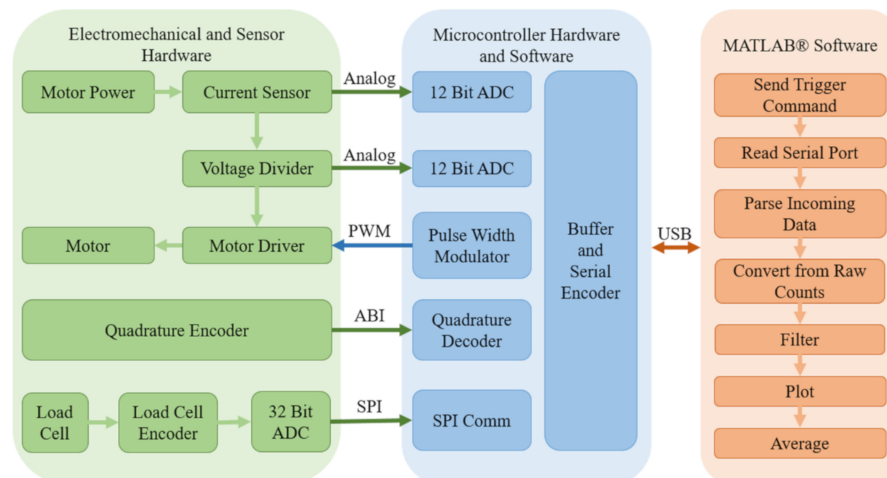 Electromechanical and Sensor
Hardware
Motor Power
Current Sensor
Analog
Voltage Divider
Analog
Motor
Motor Driver
PWM
Quadrature Encoder
ABI
Load
Cell
Load Cell
Encoder
32 Bit
ADC
SPI
Microcontroller Hardware
and Software
12 Bit ADC
12 Bit ADC
Pulse Width
Modulator
Quadrature
Decoder
SPI Comm
Buffer
and
Serial
Encoder
USB
MATLAB® Software
Send Trigger
Command
Read Serial Port
Parse Incoming
Data
Convert from Raw
Counts
Filter
Plot
Average